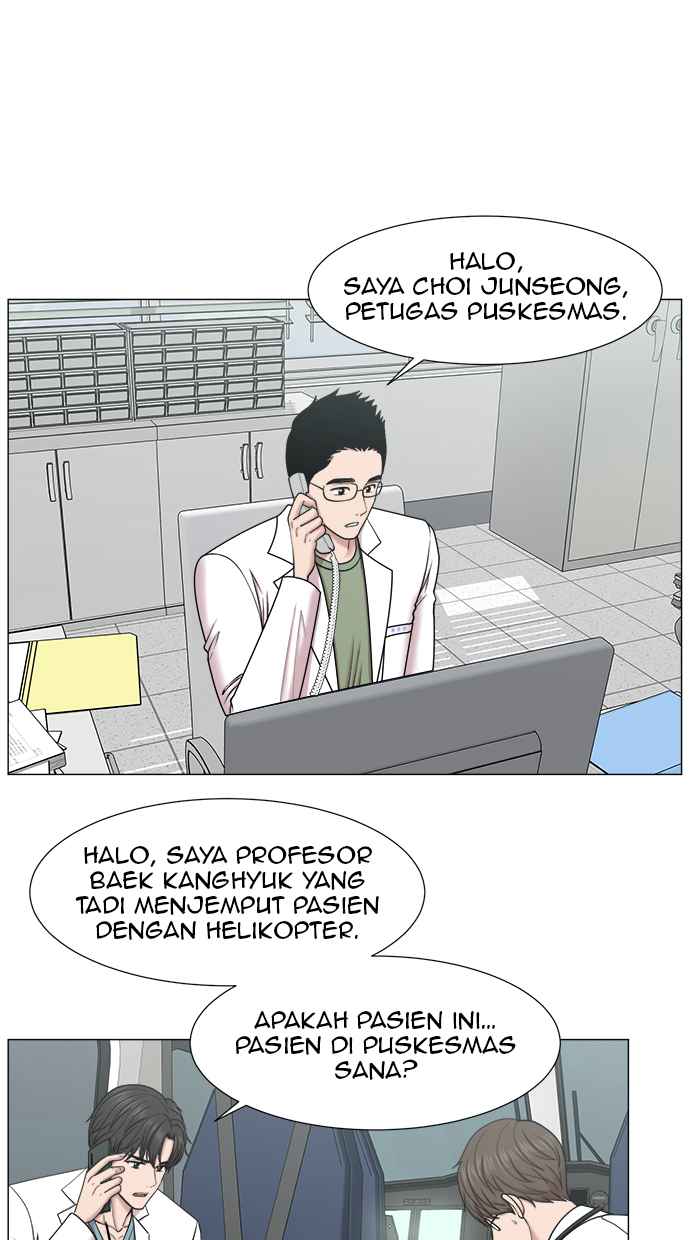 HALO,
SAYA CHOI JUNSEONG,
PETUGAS PUSKESMAS.
HALO, SAYA PROFESOR
BAEK KANGHYUK YANG
TADI MENJEMPUT PASIEN
DENGAN HELIKOPTER.
APAKAH PASIEN INI...
PASIEN DI PUSKESMAS
SANA?